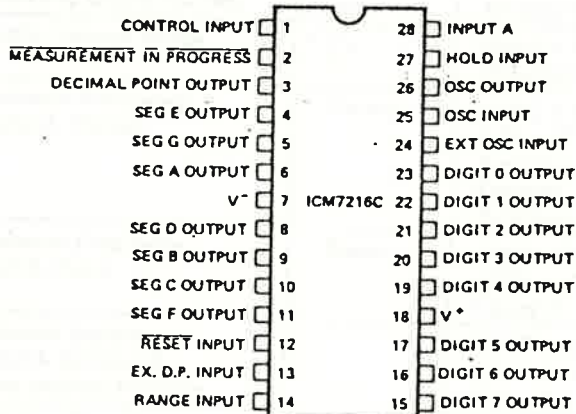 CONTROL INPUT 1 28 INPUT A
MEASUREMENT IN PROGRESS 2 27 HOLD INPUT
DECIMAL POINT OUTPUT 3 26 OSC OUTPUT
SEG E OUTPUT 4 25 OSC INPUT
SEG G OUTPUT 5 24 EXT OSC INPUT
SEG A OUTPUT 6 23 DIGIT 0 OUTPUT
V- 7 ICM7216C 22 DIGIT 1 OUTPUT
SEG D OUTPUT 8 21 DIGIT 2 OUTPUT
SEG B OUTPUT 9 20 DIGIT 3 OUTPUT
SEG C OUTPUT 10 19 DIGIT 4 OUTPUT
SEG F OUTPUT 11 18 V+
RESET INPUT 12 17 DIGIT 5 OUTPUT
EX. D.P. INPUT 13 16 DIGIT 6 OUTPUT
RANGE INPUT 14 15 DIGIT 7 OUTPUT